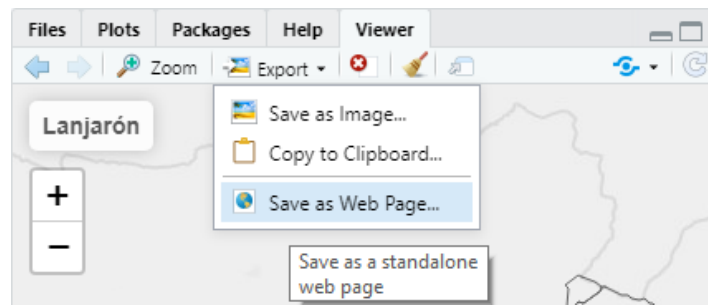 Files Plots Packages Help Viewer
Zoom Export
Save as Image...
Lanjarón
Copy to Clipboard...
+
Save as Web Page...
−
Save as a standalone
web page